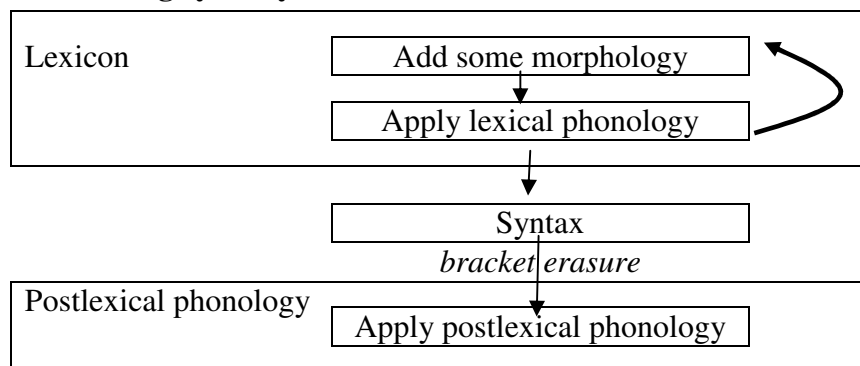 Lexicon
Add some morphology
Apply lexical phonology
Syntax
bracket erasure
Postlexical phonology
Apply postlexical phonology